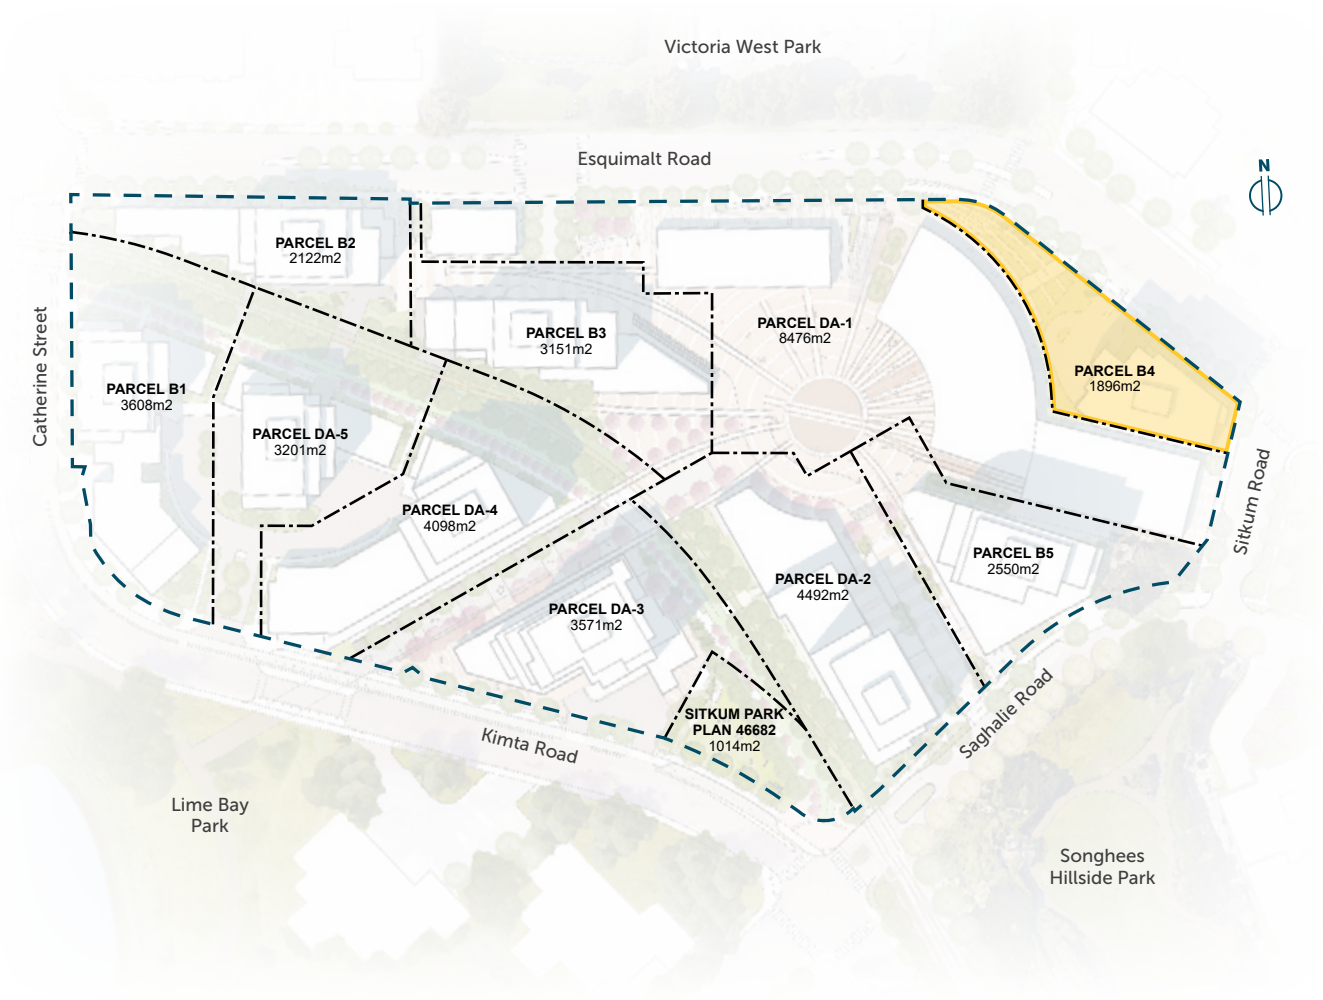 Victoria West Park
Esquimalt Road
N
PARCEL B2
2122m2
PARCEL B3
3151m2
PARCEL DA-1
8476m2
PARCEL B4
1896m2
Catherine Street
PARCEL B1
3608m2
PARCEL DA-5
3201m2
PARCEL DA-4
4098m2
Sitkum Road
PARCEL B5
2550m2
PARCEL DA-2
4492m2
PARCEL DA-3
3571m2
SITKUM PARK
PLAN 46682
1014m2
Saghalie Road
Kimta Road
Lime Bay
Park
Songhees
Hillside Park